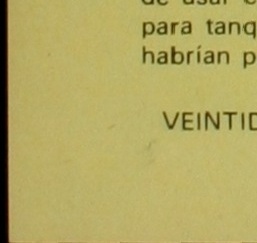 de usar
para tanq
habrían p
VEINTID